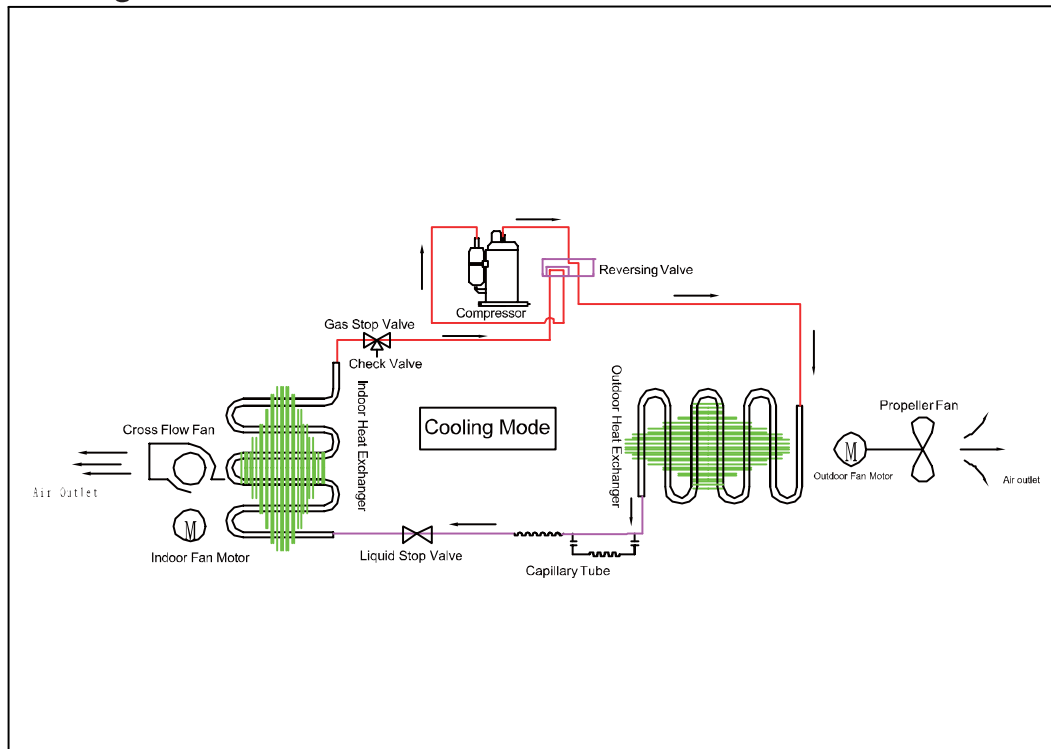 Reversing Valve
Compressor
Gas Stop Valve
Check Valve
Indoor Heat Exchanger
Outdoor Heat Exchanger
Cooling Mode
Propeller Fan
Cross Flow Fan
M
Outdoor Fan Motor
Air outlet
Air Outlet
M
Indoor Fan Motor
Liquid Stop Valve
Capillary Tube